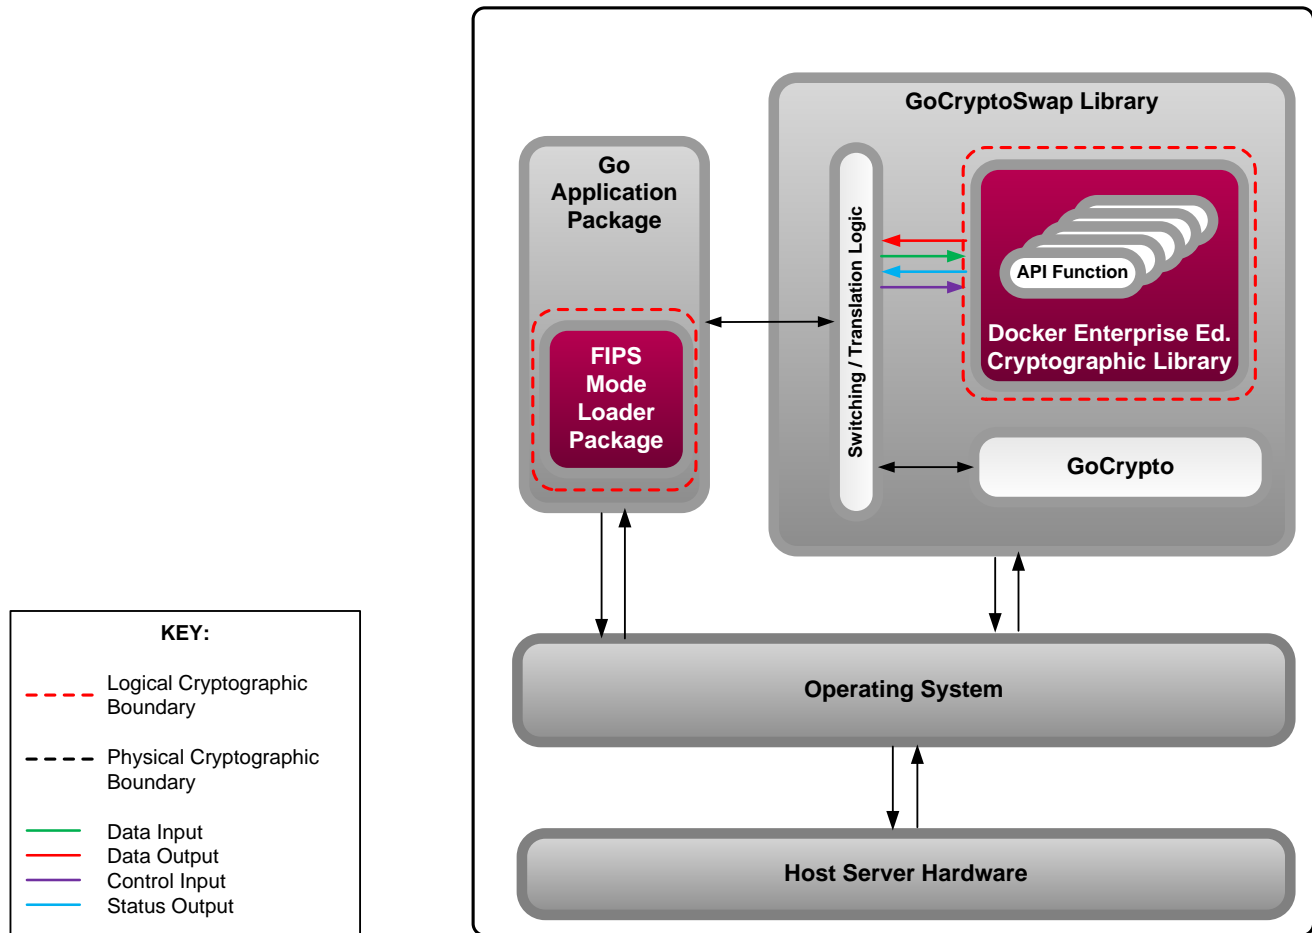 GoCryptoSwap Library
Go
Application
Package
Switching / Translation Logic
API Function
Docker Enterprise Ed.
Cryptographic Library
FIPS
Mode
Loader
Package
GoCrypto
Operating System
Host Server Hardware
KEY:
Logical Cryptographic
Boundary
Physical Cryptographic
Boundary
Data Input
Data Output
Control Input
Status Output